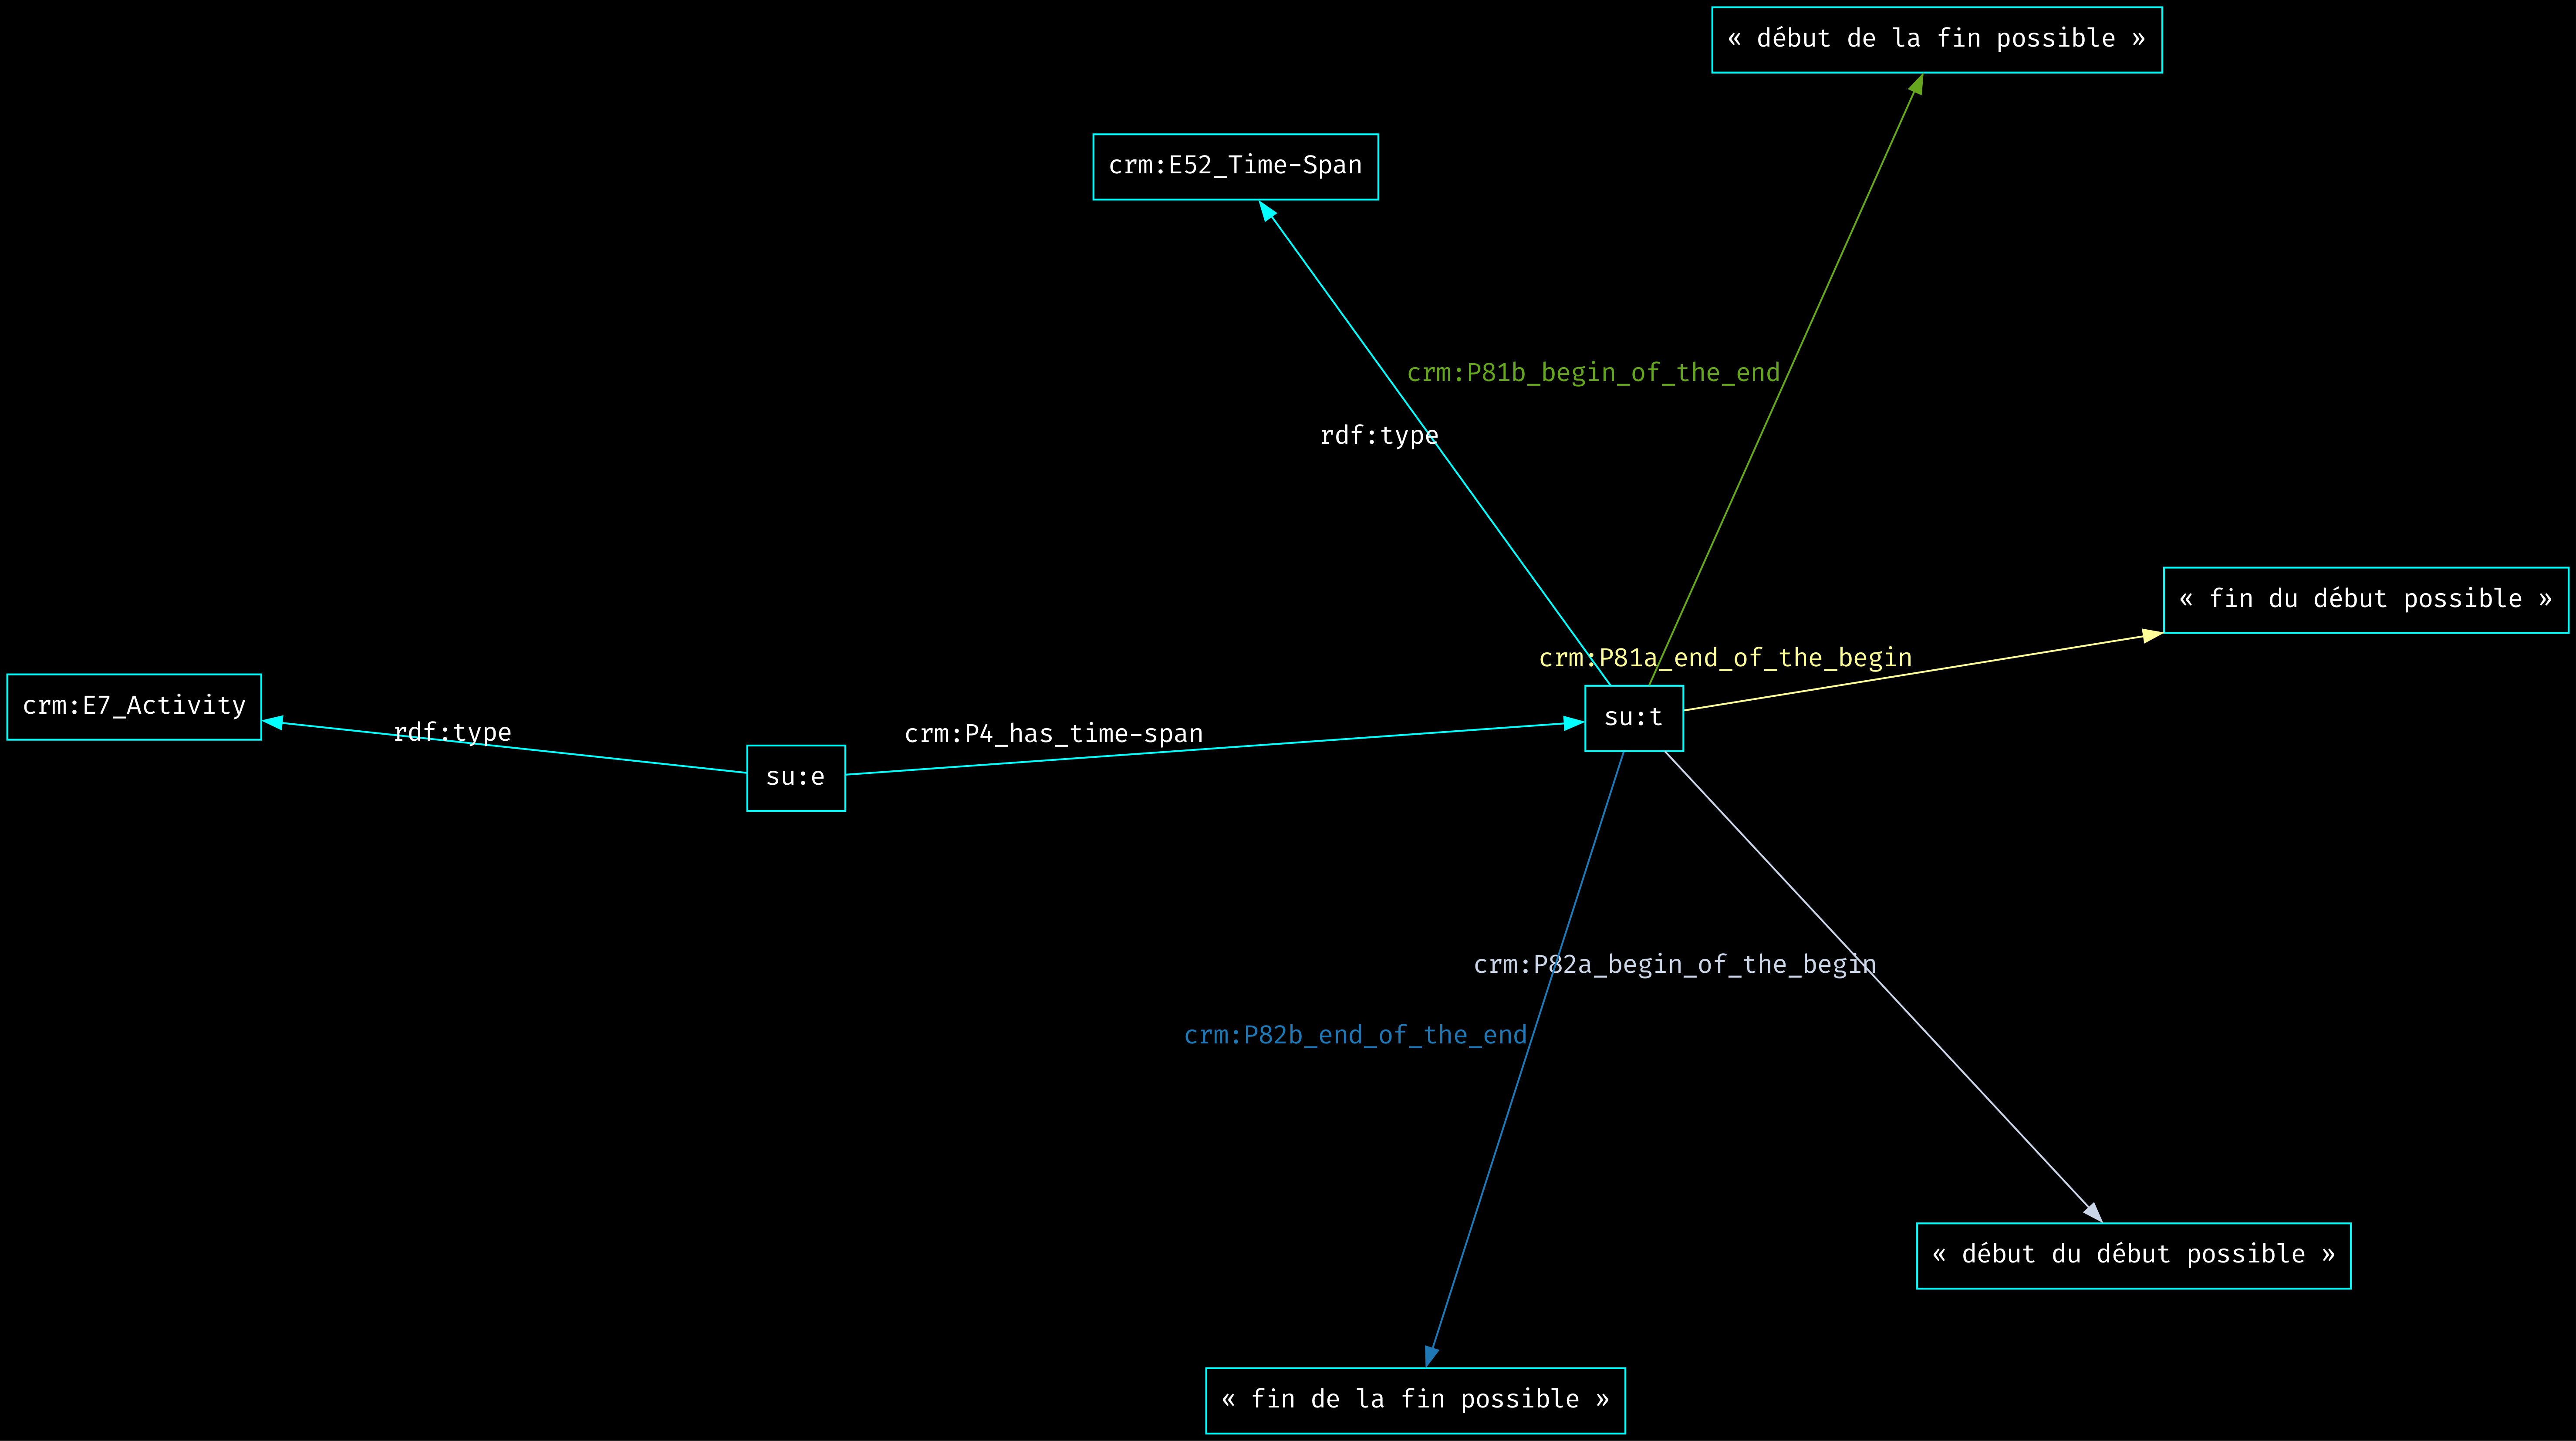 « début de la fin possible »
crm:E52_Time-Span
crm:P81b_begin_of_the_end
rdf:type
« fin du début possible »
crm:P81a_end_of_the_begin
crm:E7_Activity
su:t
rdf:type
crm:P4_has_time-span
su:e
crm:P82a_begin_of_the_begin
crm:P82b_end_of_the_end
« début du début possible »
« fin de la fin possible »